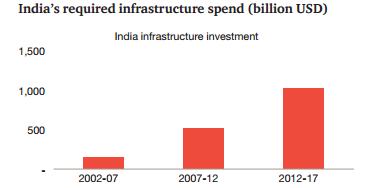 India's required infrastructure spend (billion USD)
India infrastructure investment
1,500
1,000
500
-
2002-07 2007-12 2012-17